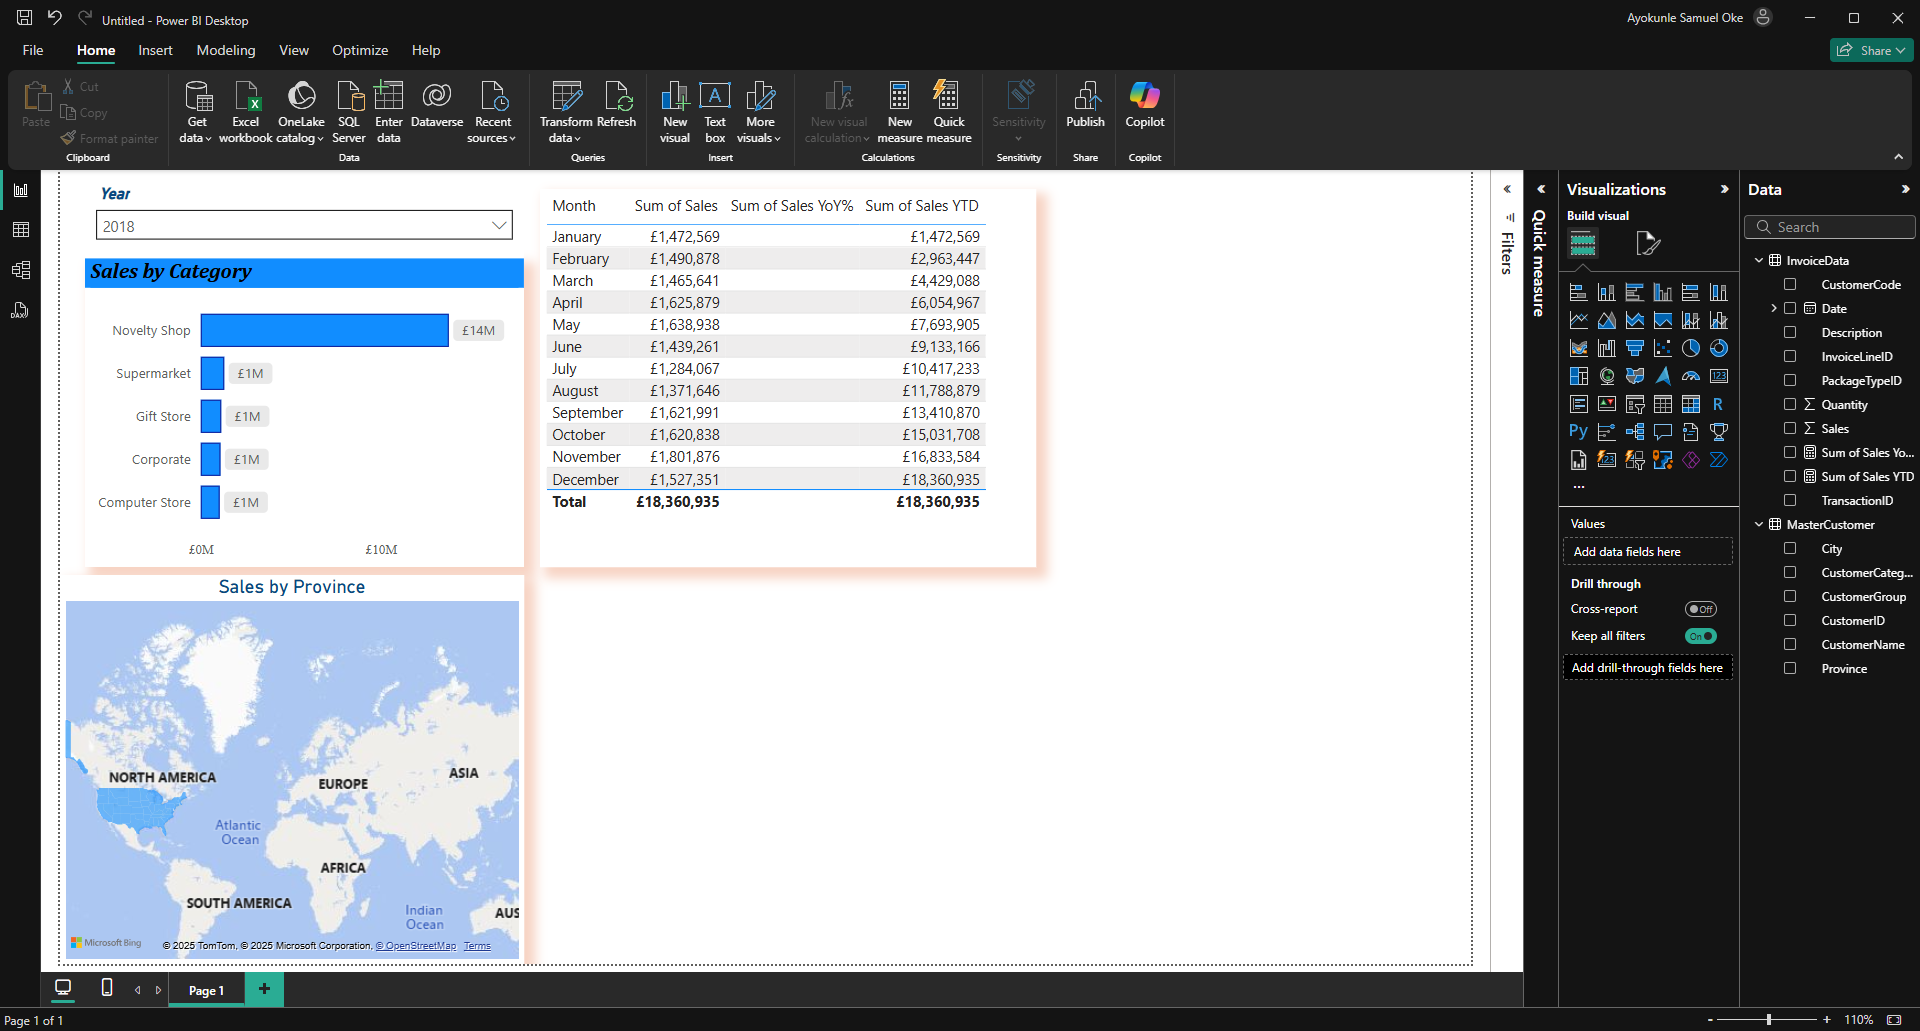 Untitled - Power BI Desktop
Ayokunle Samuel Oke
File Home Insert Modeling View Optimize Help
Share
Paste
Cut
Copy
Format painter
Clipboard
Get data
Excel workbook
OneLake catalog
SQL Server
Enter data
Dataverse
Recent sources
Data
Transform data
Refresh
Queries
New visual
Text box
More visuals
Insert
New visual calculation
New measure
Quick measure
Calculations
Sensitivity
Sensitivity
Publish
Share
Copilot
Copilot
Year
2018
Sales by Category
Novelty Shop £14M
Supermarket £1M
Gift Store £1M
Corporate £1M
Computer Store £1M
£0M £10M
Month Sum of Sales Sum of Sales YoY% Sum of Sales YTD
January £1,472,569 £1,472,569
February £1,490,878 £2,963,447
March £1,465,641 £4,429,088
April £1,625,879 £6,054,967
May £1,638,938 £7,693,905
June £1,439,261 £9,133,166
July £1,284,067 £10,417,233
August £1,371,646 £11,788,879
September £1,621,991 £13,410,870
October £1,620,838 £15,031,708
November £1,801,876 £16,833,584
December £1,527,351 £18,360,935
Total £18,360,935 £18,360,935
Sales by Province
NORTH AMERICA
EUROPE
ASIA
Atlantic
Ocean
AFRICA
SOUTH AMERICA
Indian
Ocean
AUS
Microsoft Bing
© 2025 TomTom, © 2025 Microsoft Corporation, © OpenStreetMap Terms
Filters
Quick measure
Visualizations
Build visual
123
R
Py
123
...
Values
Add data fields here
Drill through
Cross-report Off
Keep all filters On
Add drill-through fields here
Data
Search
InvoiceData
CustomerCode
Date
Description
InvoiceLineID
PackageTypeID
Quantity
Sales
Sum of Sales Yo...
Sum of Sales YTD
TransactionID
MasterCustomer
City
CustomerCateg...
CustomerGroup
CustomerID
CustomerName
Province
Page 1
Page 1 of 1
110%